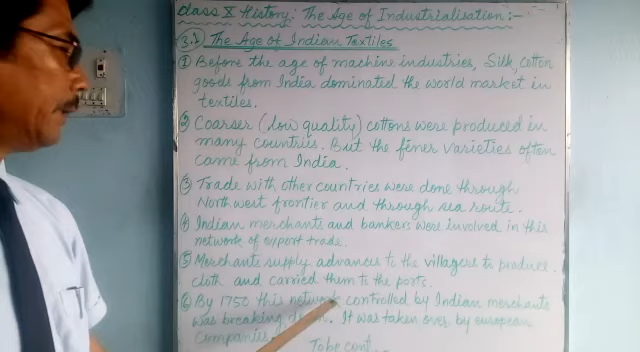 Class X History: The Age of Industrialisation:-
3.1 The Age of Indian Textiles
① Before the age of machine industries, Silk, cotton
goods from India dominated the world market in
textiles.
② Coarser (low quality) cottons were produced in
many countries. But the finer varieties often
came from India.
③ Trade with other countries were done through
North west frontier and through sea route.
④ Indian merchants and bankers were involved in this
network of export trade.
⑤ Merchants supply advances to the villagers to produce
cloth and carried them to the ports.
⑥ By 1750 this network controlled by Indian merchants
was breaking down. It was taken over by european
Companies.
To be cont...